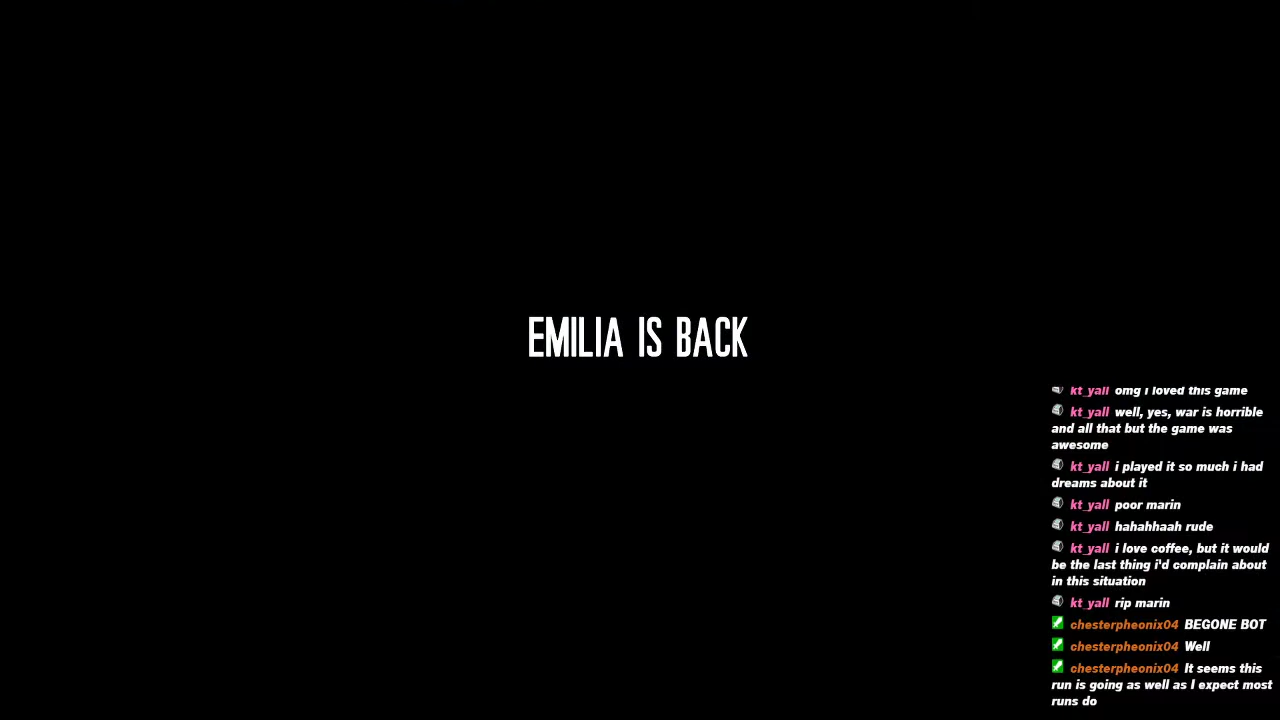 EMILIA IS BACK
kt_yall omg i loved this game
kt_yall well, yes, war is horrible
and all that but the game was
awesome
kt_yall i played it so much i had
dreams about it
kt_yall poor marin
kt_yall hahahhaah rude
kt_yall i love coffee, but it would
be the last thing i'd complain about
in this situation
kt_yall rip marin
chesterpheonix04 BEGONE BOT
chesterpheonix04 Well
chesterpheonix04 It seems this
run is going as well as I expect most
runs do